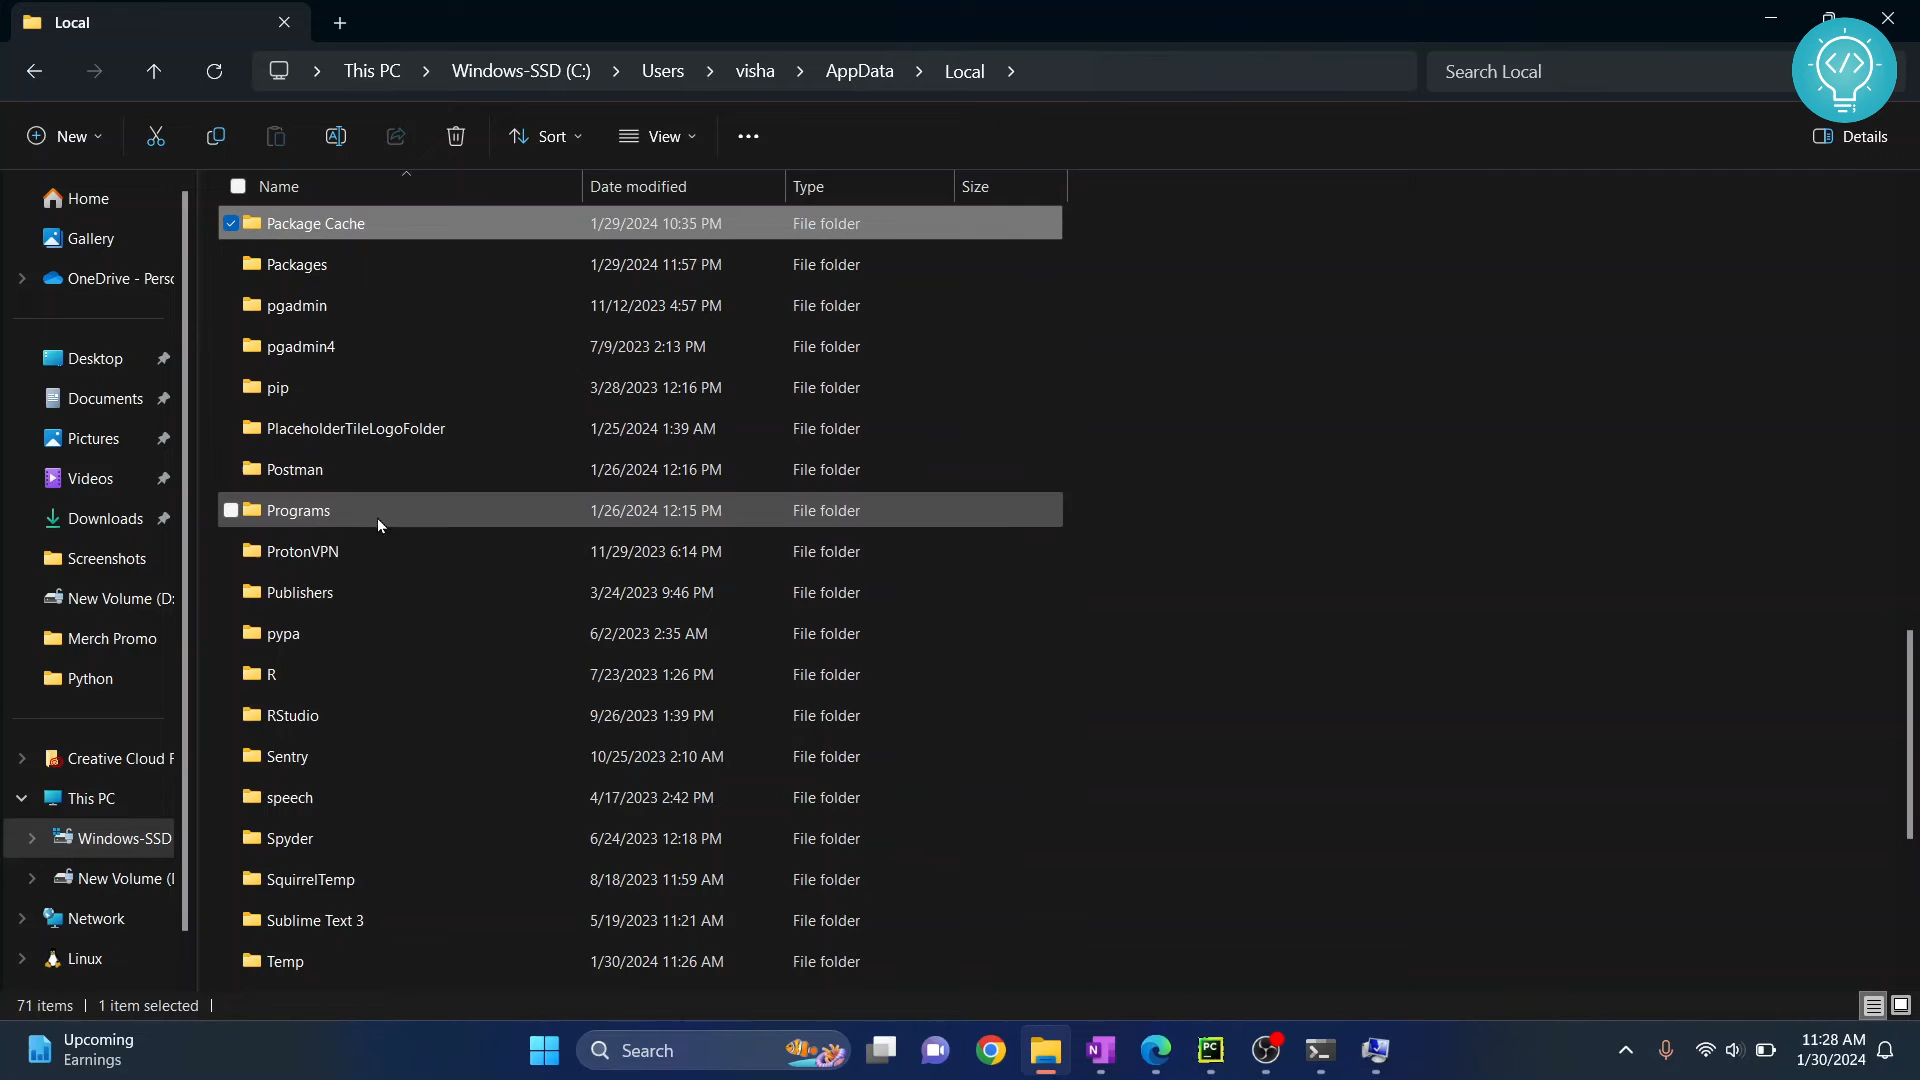 Local
This PC
Windows-SSD (C:)
Users
visha
AppData
Local
Search Local
New
Sort
View
Details
Name
Date modified
Type
Size
Home
Gallery
OneDrive - Perso
Desktop
Documents
Pictures
Videos
Downloads
Screenshots
New Volume (D:
Merch Promo
Python
Creative Cloud F
This PC
Windows-SSD
New Volume (
Network
Linux
Package Cache 1/29/2024 10:35 PM File folder
Packages 1/29/2024 11:57 PM File folder
pgadmin 11/12/2023 4:57 PM File folder
pgadmin4 7/9/2023 2:13 PM File folder
pip 3/28/2023 12:16 PM File folder
PlaceholderTileLogoFolder 1/25/2024 1:39 AM File folder
Postman 1/26/2024 12:16 PM File folder
Programs 1/26/2024 12:15 PM File folder
ProtonVPN 11/29/2023 6:14 PM File folder
Publishers 3/24/2023 9:46 PM File folder
pypa 6/2/2023 2:35 AM File folder
R 7/23/2023 1:26 PM File folder
RStudio 9/26/2023 1:39 PM File folder
Sentry 10/25/2023 2:10 AM File folder
speech 4/17/2023 2:42 PM File folder
Spyder 6/24/2023 12:18 PM File folder
SquirrelTemp 8/18/2023 11:59 AM File folder
Sublime Text 3 5/19/2023 11:21 AM File folder
Temp 1/30/2024 11:26 AM File folder
71 items
1 item selected
Upcoming
Earnings
Search
11:28 AM
1/30/2024